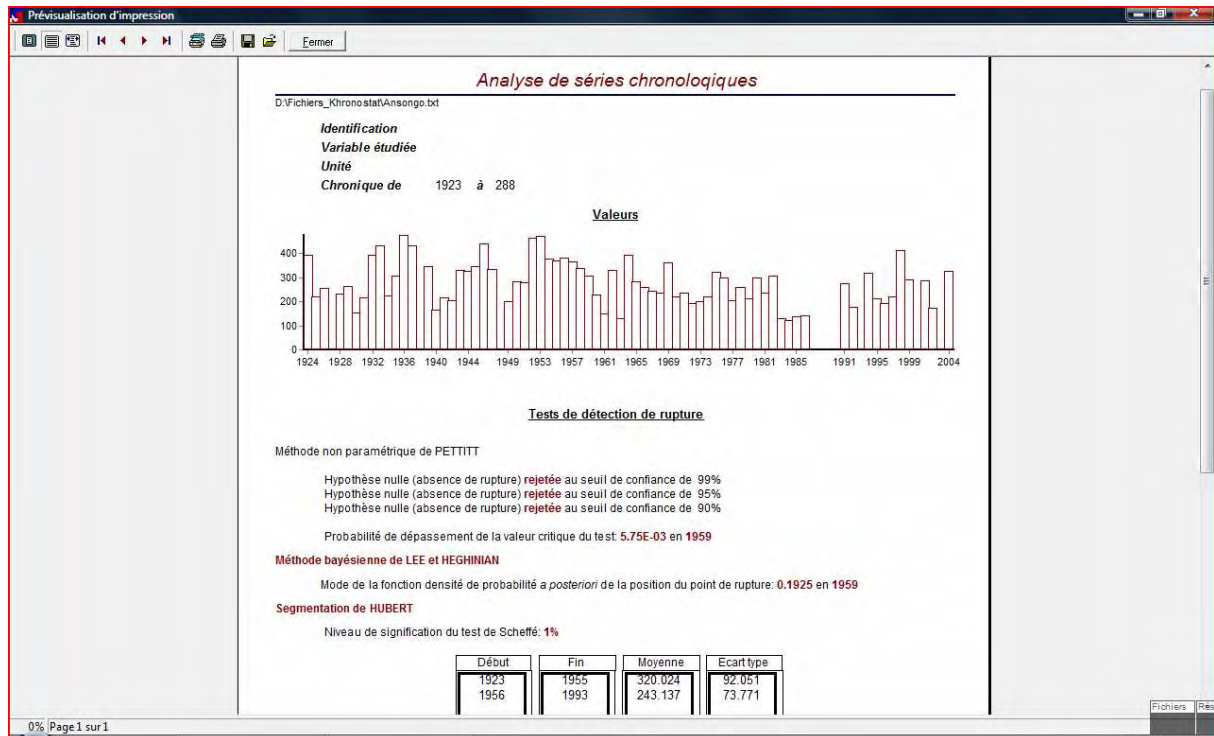 Prévisualisation d'impression
Fermer
Analyse de séries chronologiques
D:\Fichiers_Khronostat\Ansongo.txt
Identification
Variable étudiée
Unité
Chronique de 1923 à 288
Valeurs
400
300
200
100
0
1924 1928 1932 1936 1940 1944 1949 1953 1957 1961 1965 1969 1973 1977 1981 1985 1991 1995 1999 2004
Tests de détection de rupture
Méthode non paramétrique de PETTITT
Hypothèse nulle (absence de rupture) rejetée au seuil de confiance de 99%
Hypothèse nulle (absence de rupture) rejetée au seuil de confiance de 95%
Hypothèse nulle (absence de rupture) rejetée au seuil de confiance de 90%
Probabilité de dépassement de la valeur critique du test: 5.75E-03 en 1959
Méthode bayésienne de LEE et HEGHINIAN
Mode de la fonction densité de probabilité a posteriori de la position du point de rupture: 0.1925 en 1959
Segmentation de HUBERT
Niveau de signification du test de Scheffé: 1%
Début Fin Moyenne Ecart type
1923 1955 320.024 92.051
1956 1993 243.137 73.771
Fichiers Rés
0% Page 1 sur 1